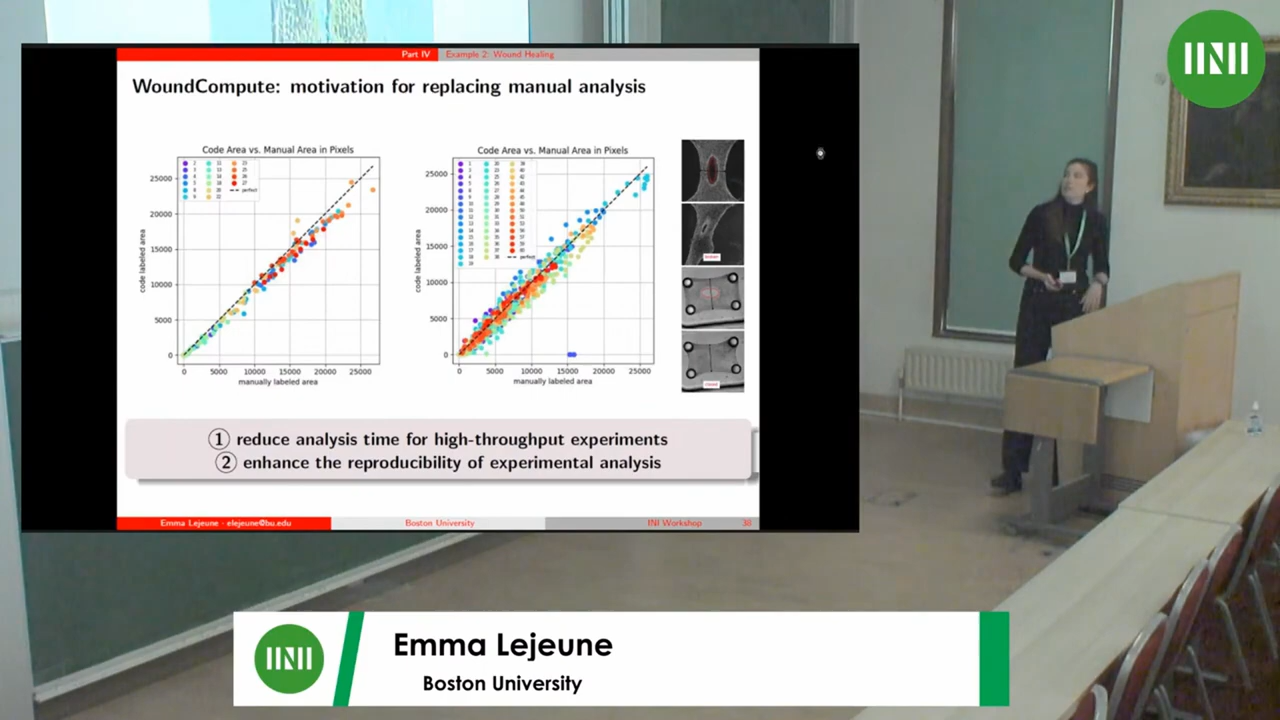 Part IV
Example 2: Wound Healing
WoundCompute: motivation for replacing manual analysis
Code Area vs. Manual Area in Pixels
code labeled area
25000
20000
15000
10000
5000
0
0 5000 10000 15000 20000 25000
manually labeled area
perfect
Code Area vs. Manual Area in Pixels
code labeled area
25000
20000
15000
10000
5000
0
0 5000 10000 15000 20000 25000
manually labeled area
perfect
1 reduce analysis time for high-throughput experiments
2 enhance the reproducibility of experimental analysis
Emma Lejeune - elejeune@bu.edu
Boston University
INI Workshop
38
INI
INI
Emma Lejeune
Boston University